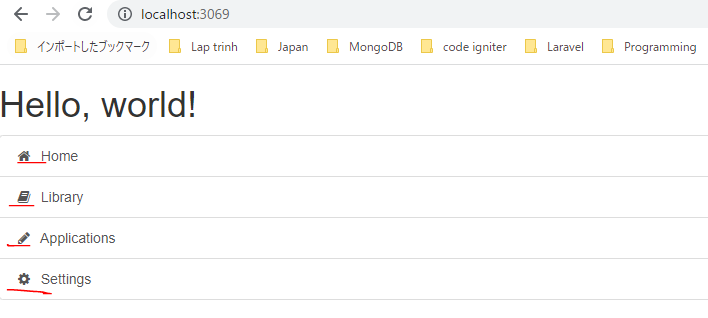 localhost:3069
インポートしたブックマーク Lap trinh Japan MongoDB code igniter Laravel Programming
Hello, world!
Home
Library
Applications
Settings